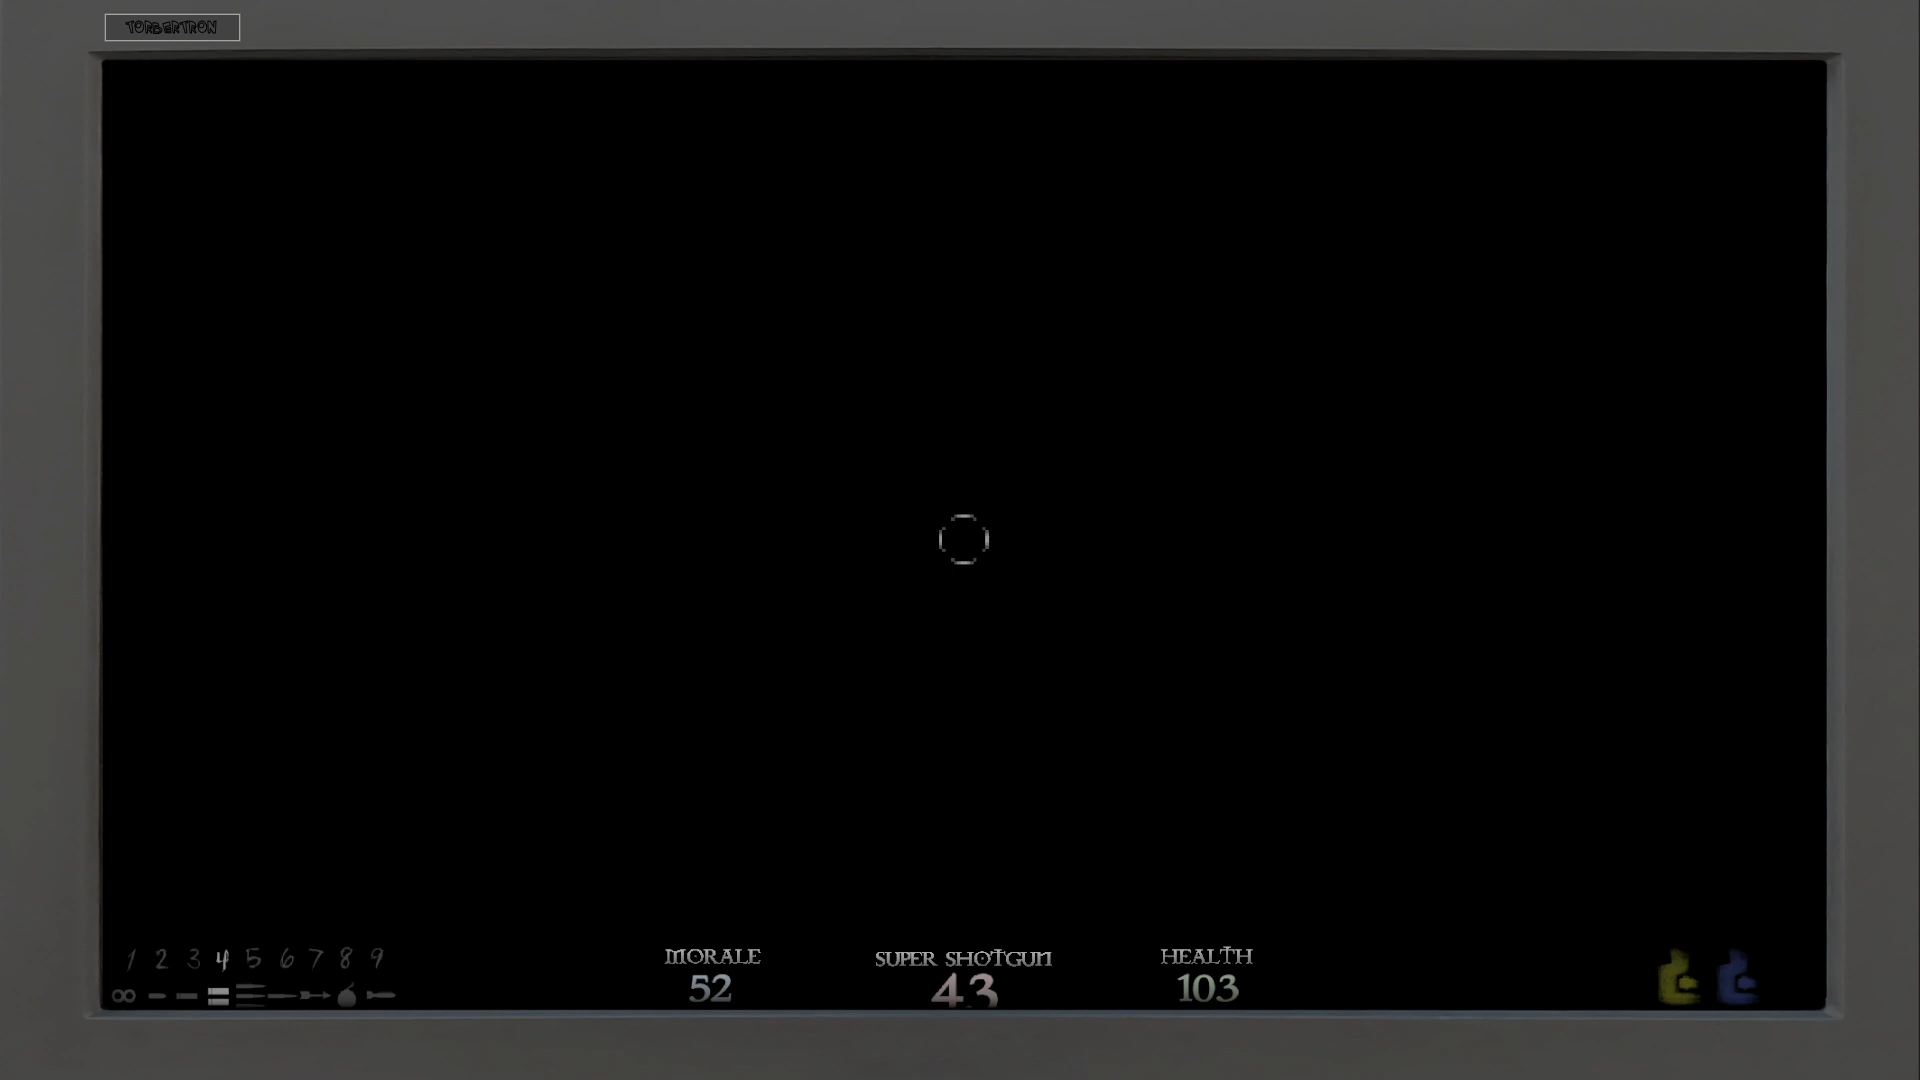 TORBERTRON
1 2 3 4 5 6 7 8 9
MORALE SUPER SHOTGUN HEALTH
52 43 103